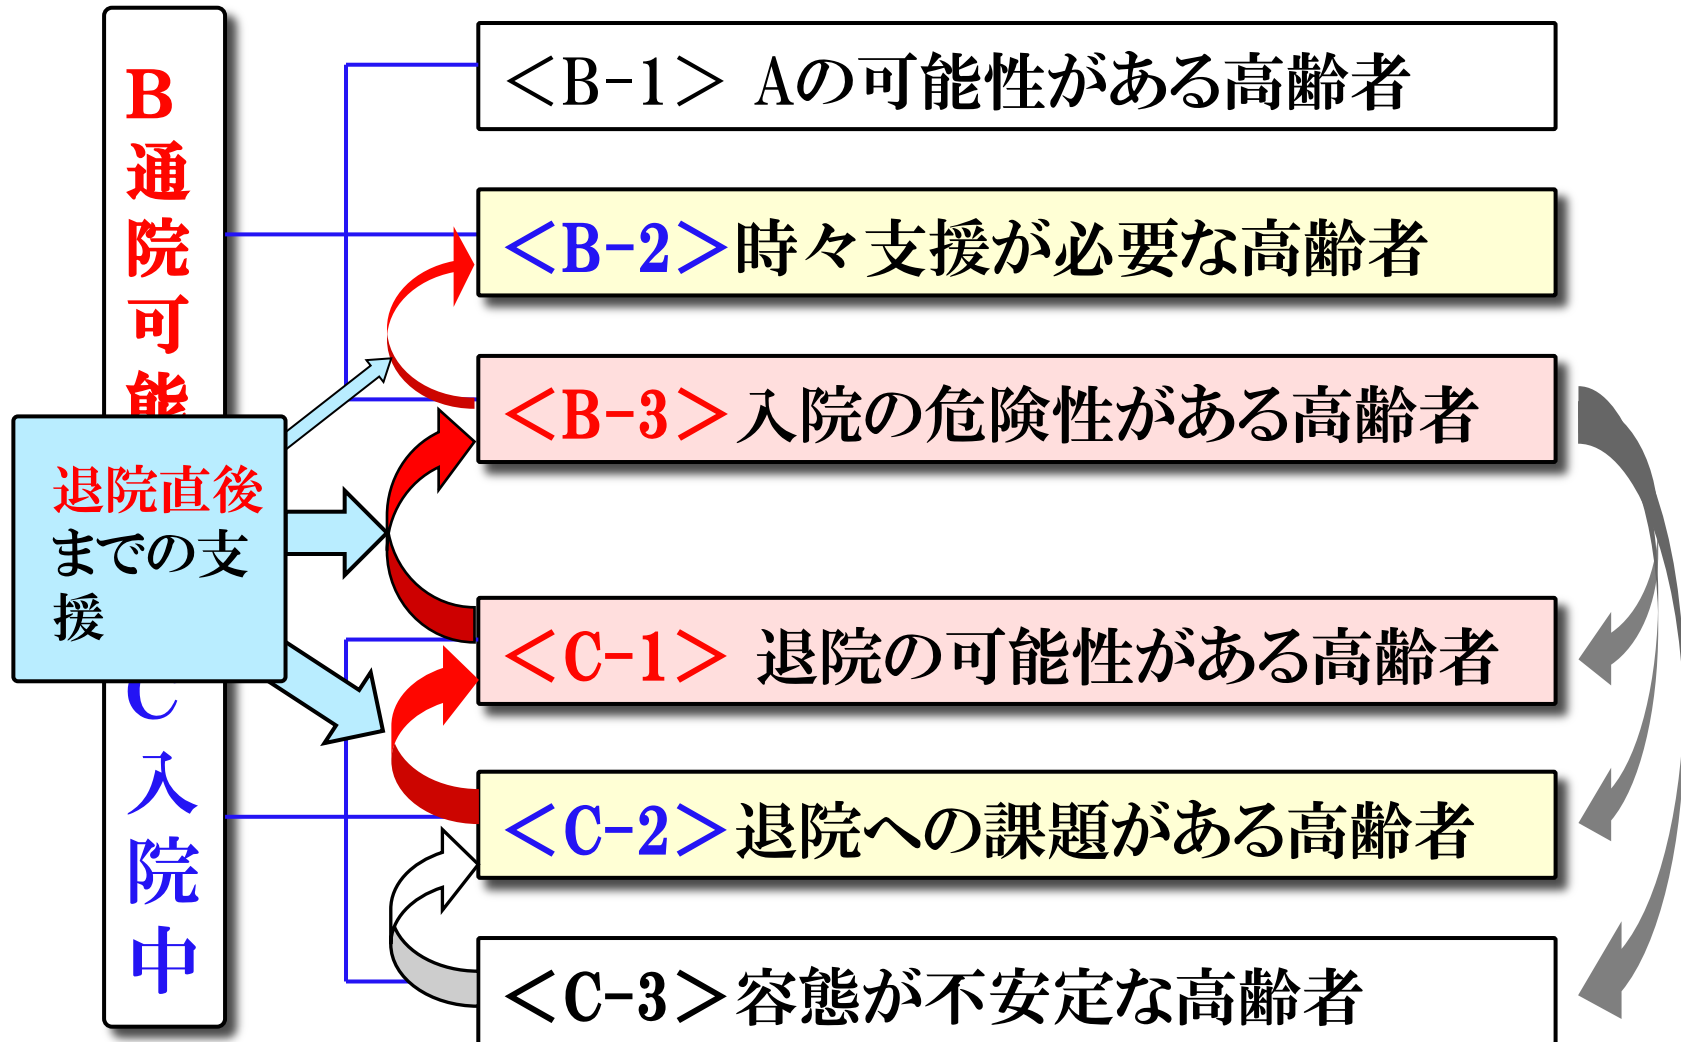 B通院可能
C入院中
退院直後
までの支
援
<B-1> Aの可能性がある高齢者
<B-2>時々支援が必要な高齢者
<B-3>入院の危険性がある高齢者
<C-1> 退院の可能性がある高齢者
<C-2>退院への課題がある高齢者
<C-3>容態が不安定な高齢者